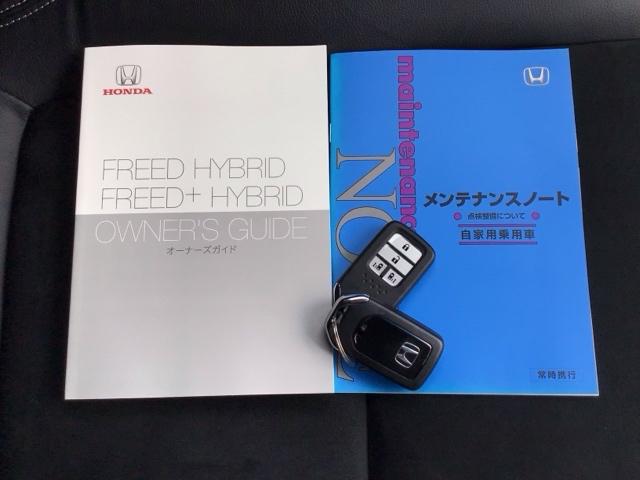 HONDA
FREED HYBRID
FREED+ HYBRID
OWNER'S GUIDE
オーナーズガイド
maintenanc
NO
メンテナンスノート
点検整備について
自家用乗用車
常時携行